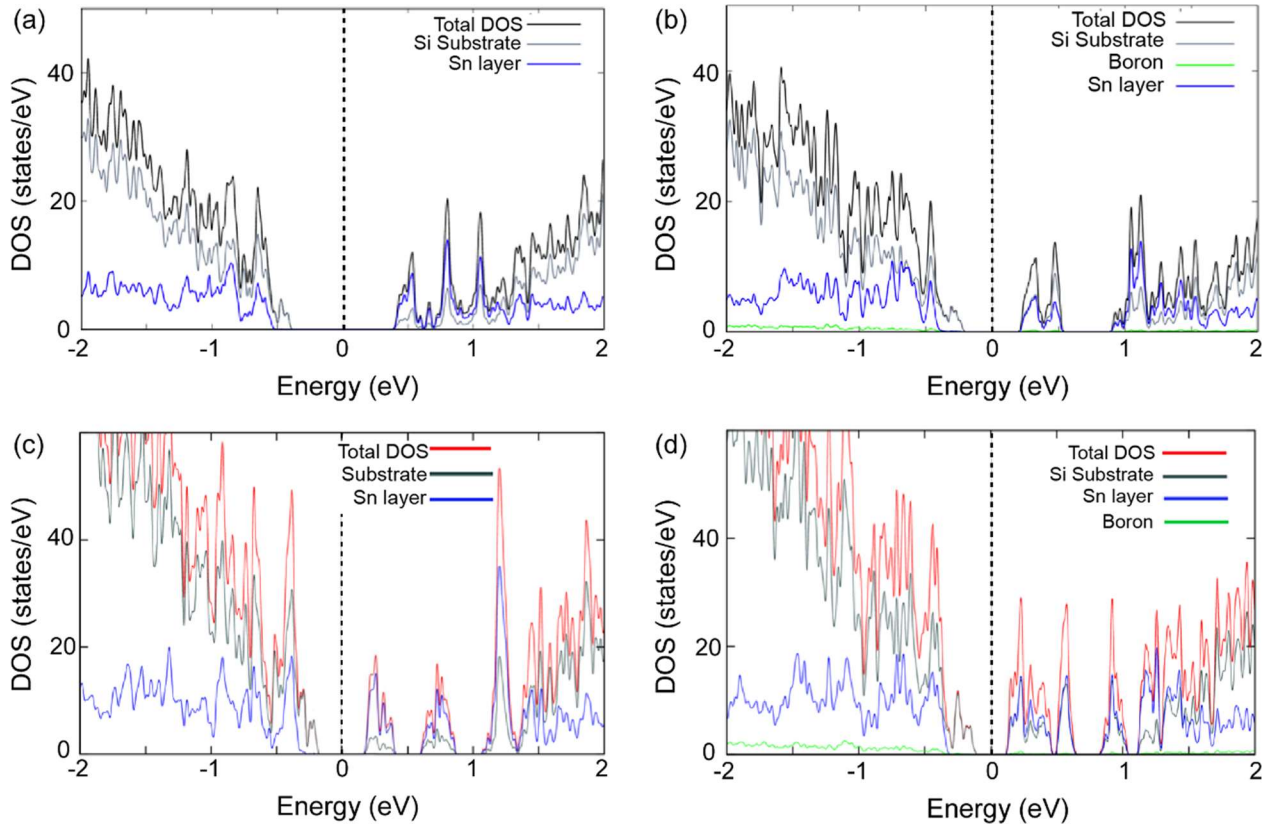 (a)
Total DOS
Si Substrate
Sn layer
DOS (states/eV)
40
20
0
-2 -1 0 1 2
Energy (eV)
(b)
Total DOS
Si Substrate
Boron
Sn layer
DOS (states/eV)
40
20
0
-2 -1 0 1 2
Energy (eV)
(c)
Total DOS
Substrate
Sn layer
DOS (states/eV)
40
20
0
-2 -1 0 1 2
Energy (eV)
(d)
Total DOS
Si Substrate
Sn layer
Boron
DOS (states/eV)
40
20
0
-2 -1 0 1 2
Energy (eV)